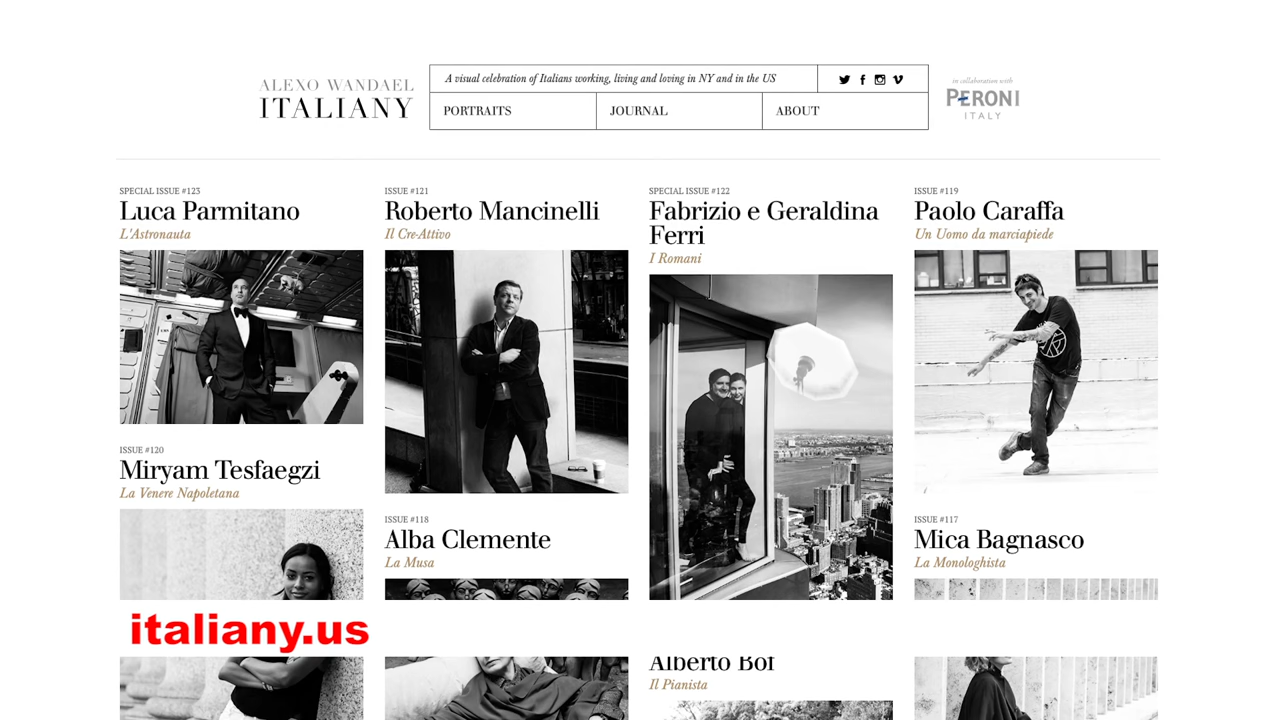 ALEXO WANDAEL
ITALIANY
A visual celebration of Italians working, living and loving in NY and in the US
PORTRAITS
JOURNAL
ABOUT
in collaboration with
PERONI
ITALY
SPECIAL ISSUE #123
Luca Parmitano
L'Astronauta
ISSUE #121
Roberto Mancinelli
Il Cre-Attivo
SPECIAL ISSUE #122
Fabrizio e Geraldina
Ferri
I Romani
ISSUE #119
Paolo Caraffa
Un Uomo da marciapiede
ISSUE #120
Miryam Tesfaegzi
La Venere Napoletana
ISSUE #118
Alba Clemente
La Musa
ISSUE #117
Mica Bagnasco
La Monologhista
italiany.us
Alberto Bof
Il Pianista